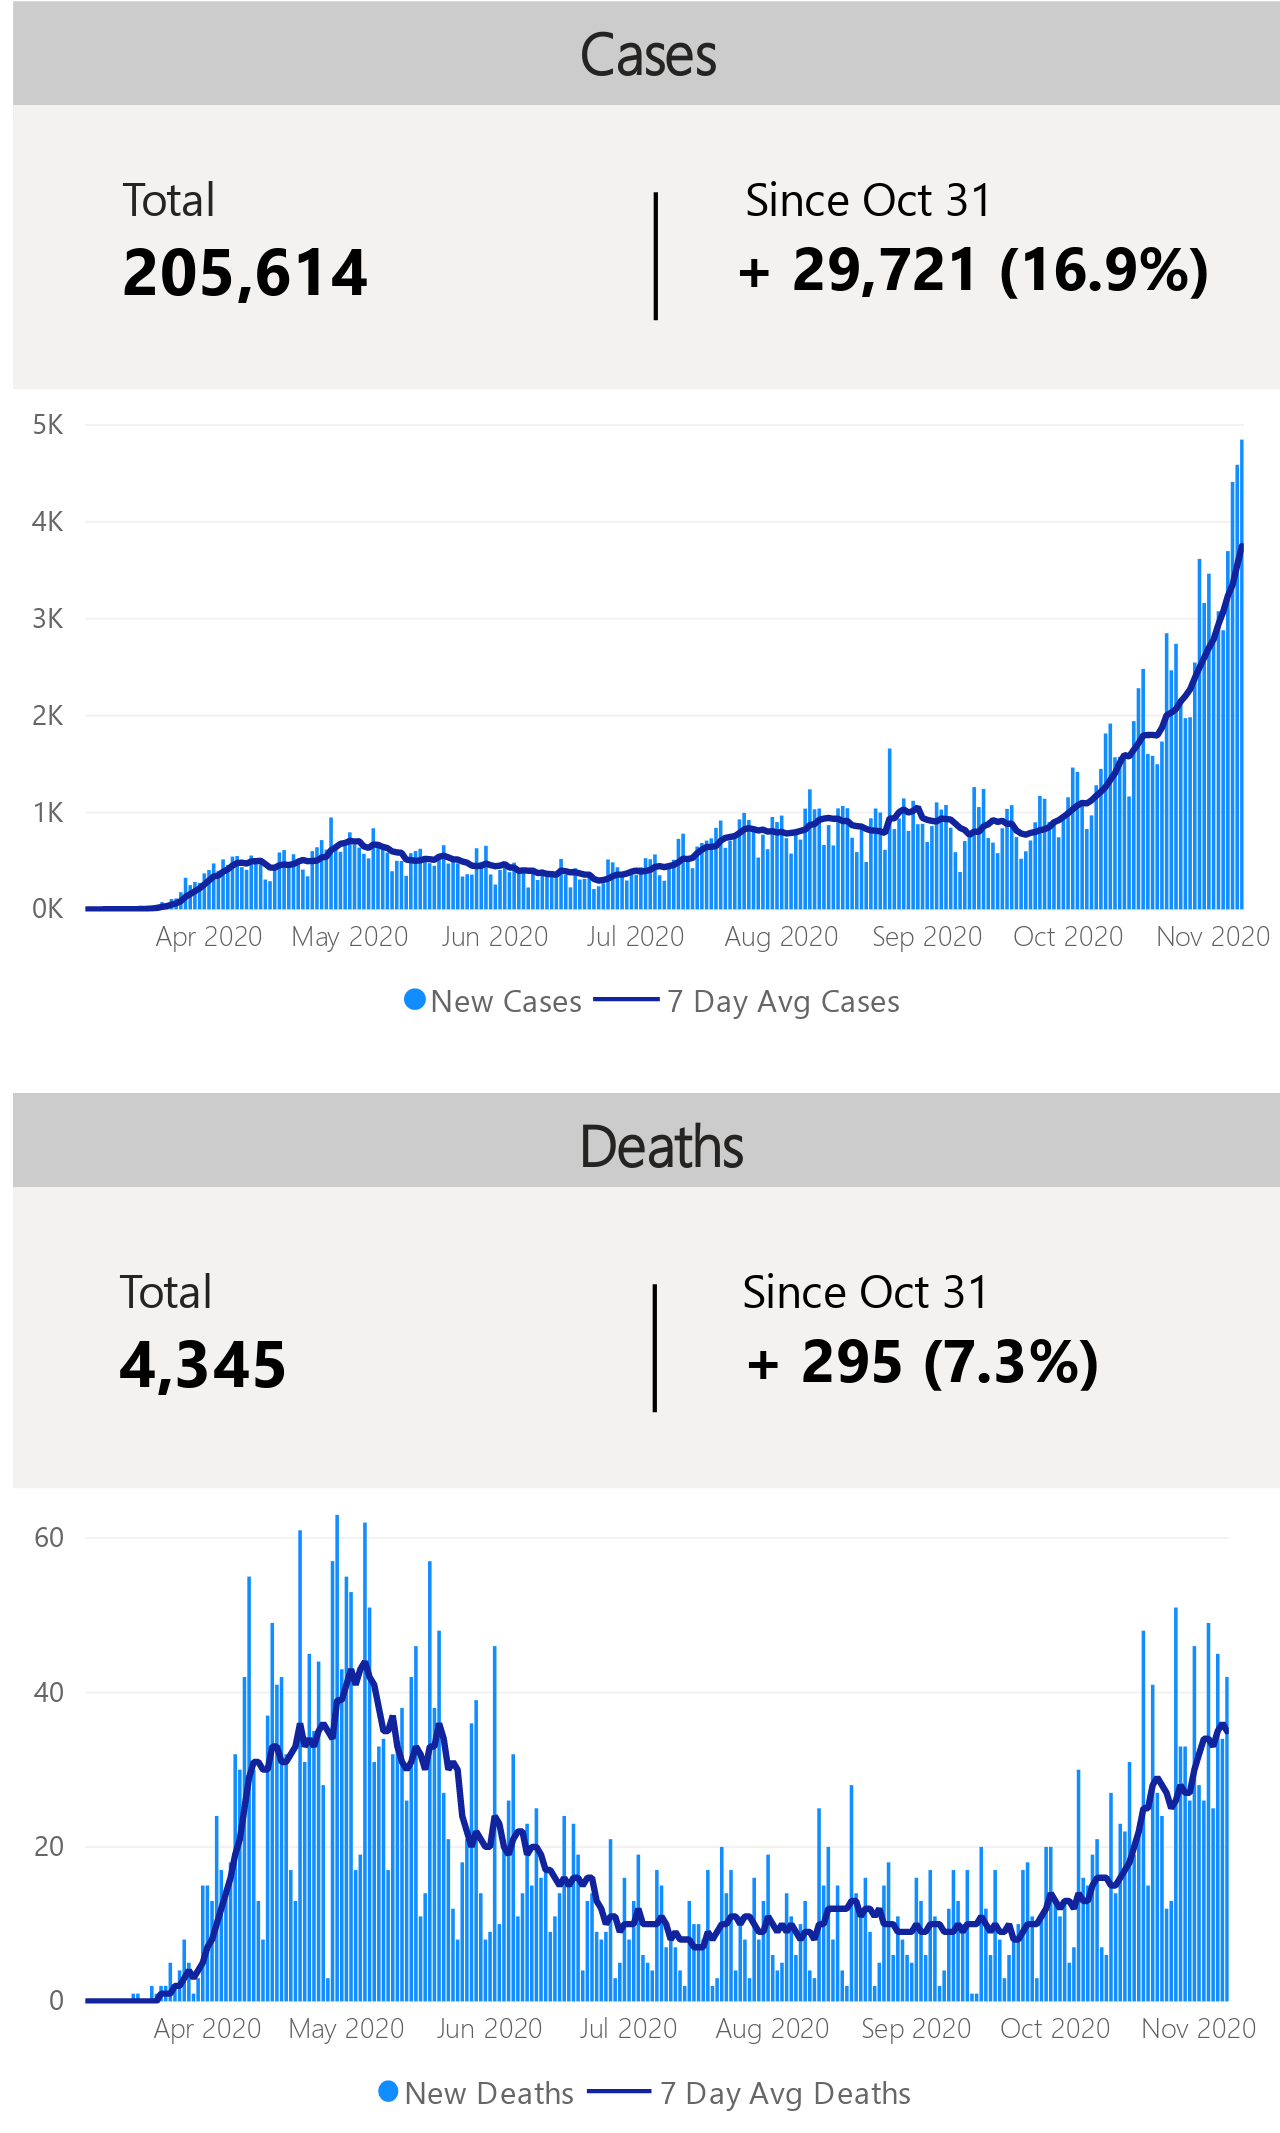 Cases
Total
Since Oct 31
205,614
+ 29,721 (16.9%)
5K
4K
3K
2K
1K
0K
Apr 2020 May 2020 Jun 2020 Jul 2020 Aug 2020 Sep 2020 Oct 2020 Nov 2020
New Cases 7 Day Avg Cases
Deaths
Total
Since Oct 31
4,345
+ 295 (7.3%)
60
40
20
0
Apr 2020 May 2020 Jun 2020 Jul 2020 Aug 2020 Sep 2020 Oct 2020 Nov 2020
New Deaths 7 Day Avg Deaths